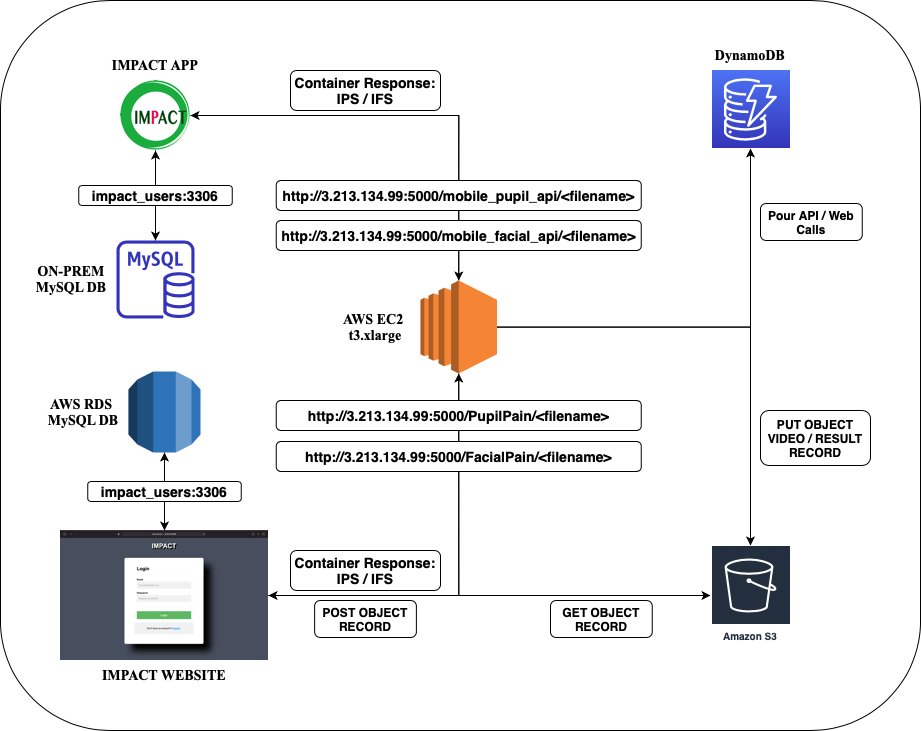 IMPACT APP
IMPACT
Container Response:
IPS / IFS
DynamoDB
impact_users:3306
http://3.213.134.99:5000/mobile_pupil_api/<filename>
http://3.213.134.99:5000/mobile_facial_api/<filename>
Pour API / Web
Calls
MySQL
ON-PREM
MySQL DB
AWS EC2
t3.xlarge
AWS RDS
MySQL DB
http://3.213.134.99:5000/PupilPain/<filename>
http://3.213.134.99:5000/FacialPain/<filename>
PUT OBJECT
VIDEO / RESULT
RECORD
impact_users:3306
IMPACT
Login
Email
Password
Login
Container Response:
IPS / IFS
POST OBJECT
RECORD
GET OBJECT
RECORD
Amazon S3
IMPACT WEBSITE